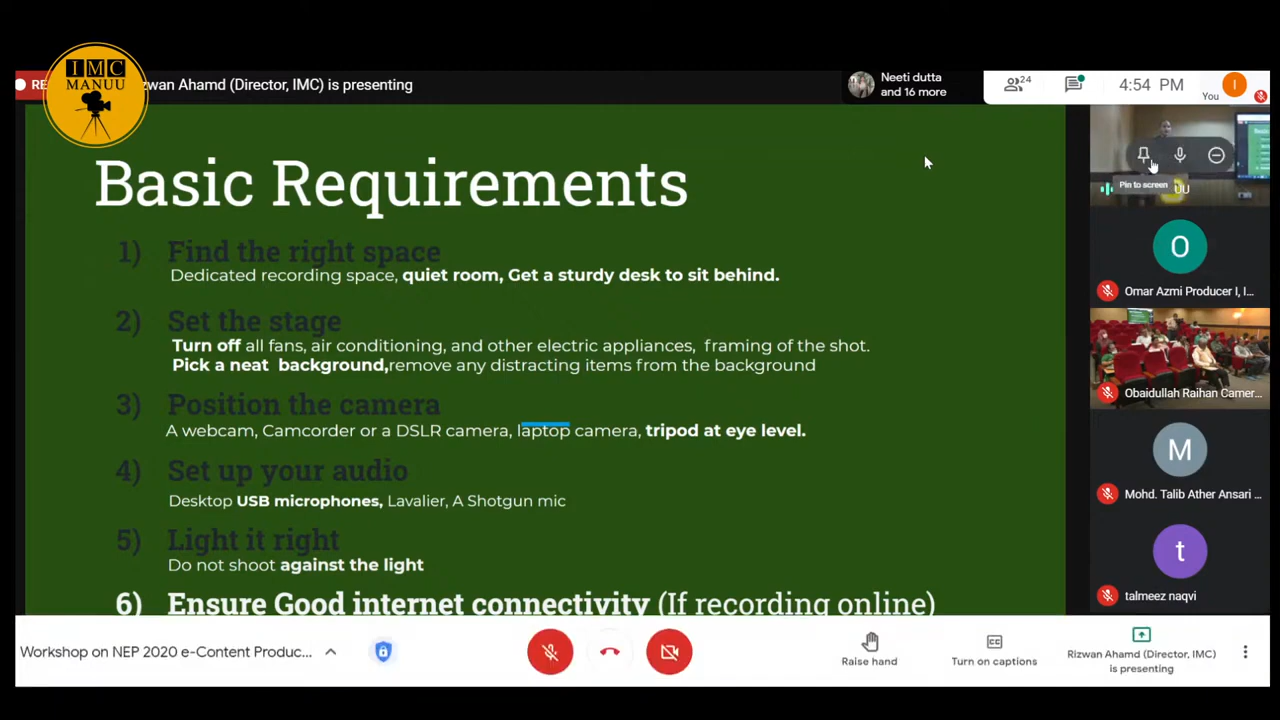 IMC
MANUU
RE
zwan Ahamd (Director, IMC) is presenting
Neeti dutta
and 16 more
24
4:54 PM
You
I
Basic Requirements
1) Find the right space
Dedicated recording space, quiet room, Get a sturdy desk to sit behind.
2) Set the stage
Turn off all fans, air conditioning, and other electric appliances, framing of the shot.
Pick a neat background,remove any distracting items from the background
3) Position the camera
A webcam, Camcorder or a DSLR camera, laptop camera, tripod at eye level.
4) Set up your audio
Desktop USB microphones, Lavalier, A Shotgun mic
5) Light it right
Do not shoot against the light
6) Ensure Good internet connectivity (If recording online)
Pin to screen
UU
O
Omar Azmi Producer I, I...
Obaidullah Raihan Camer...
M
Mohd. Talib Ather Ansari
t
talmeez naqvi
Workshop on NEP 2020 e-Content Produc...
Raise hand
CC
Turn on captions
Rizwan Ahamd (Director, IMC)
is presenting